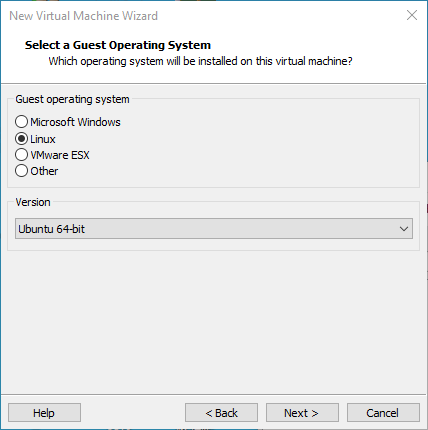 New Virtual Machine Wizard
Select a Guest Operating System
Which operating system will be installed on this virtual machine?
Guest operating system
Microsoft Windows
Linux
VMware ESX
Other
Version
Ubuntu 64-bit
Help
< Back
Next >
Cancel